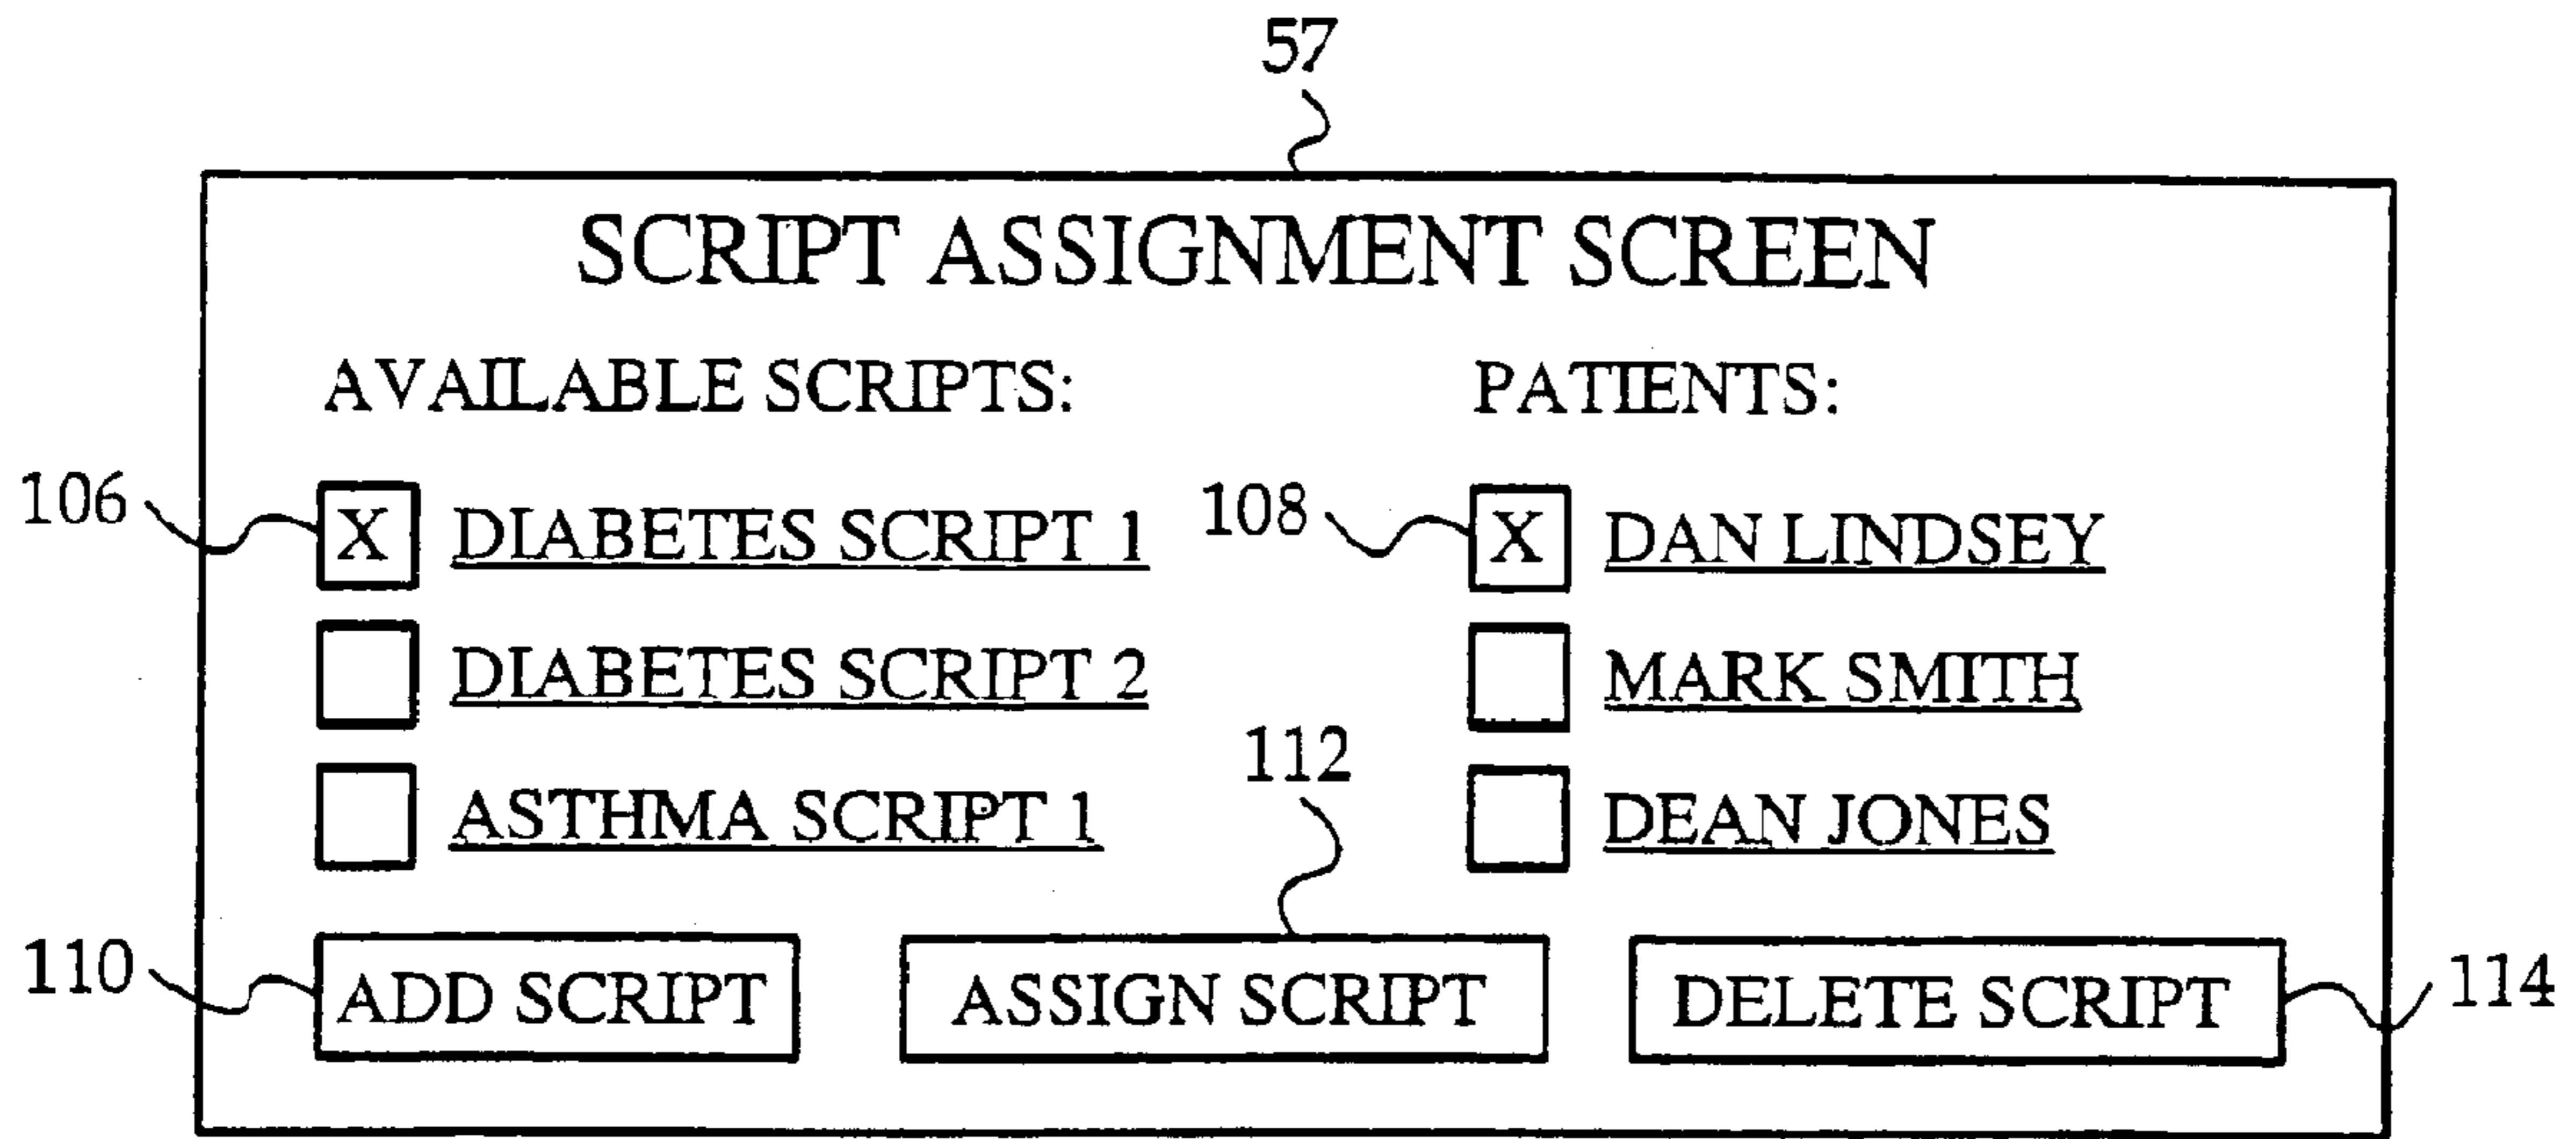 57
SCRIPT ASSIGNMENT SCREEN
AVAILABLE SCRIPTS: PATIENTS:
106 X DIABETES SCRIPT 1 108 X DAN LINDSEY
DIABETES SCRIPT 2 MARK SMITH
112
ASTHMA SCRIPT 1 DEAN JONES
110 ADD SCRIPT ASSIGN SCRIPT DELETE SCRIPT 114